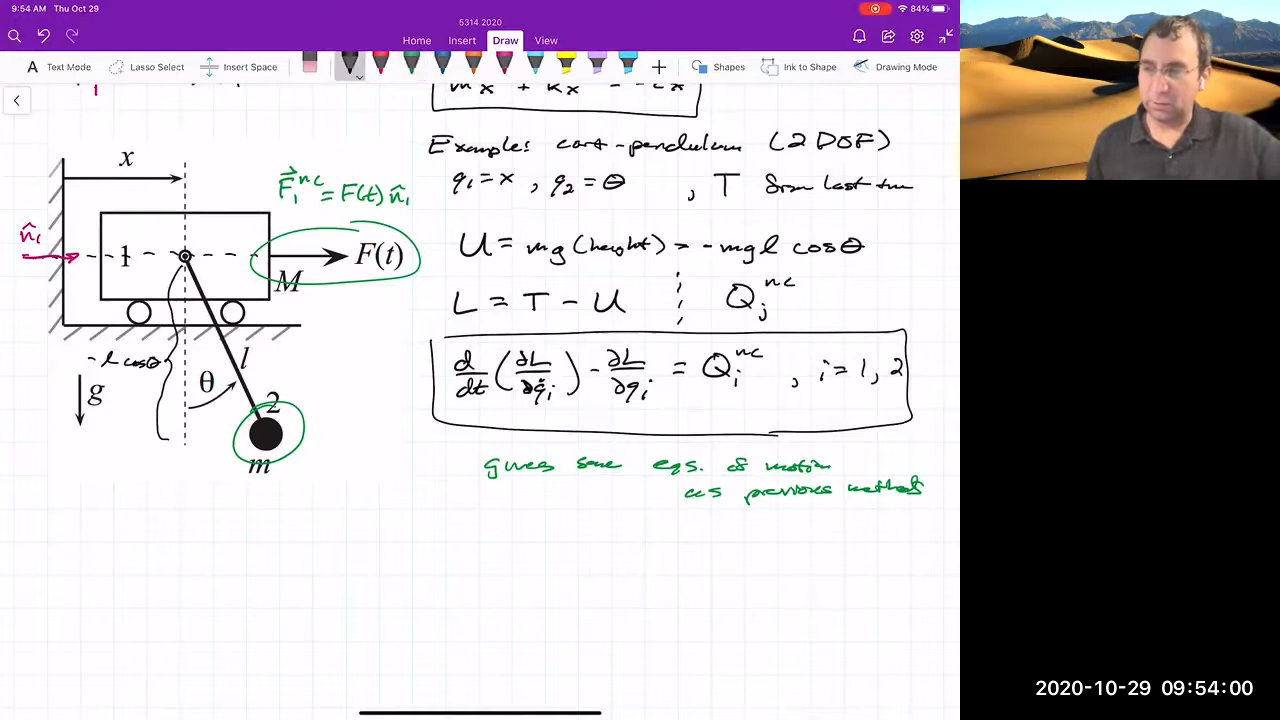 9:54 AM Thu Oct 29
84%
5314 2020
Home Insert Draw View
Text Mode Lasso Select Insert Space Shapes Ink to Shape Drawing Mode
Examples cart-pendulum (2 DOF)
q₁ = x , q₂ = θ , T from last time
U = mg (height) = -mgl cosθ
L = T - U Qⱼⁿᶜ
d/dt (∂L/∂q̇ᵢ) - ∂L/∂qᵢ = Qᵢⁿᶜ , i = 1, 2
gives same eqs. of motion
as previous methods
x
F⃗₁ⁿᶜ = F(t) n̂₁
n̂₁
1
F(t)
M
-l cosθ
l
θ
g
2
m
2020-10-29 09:54:00